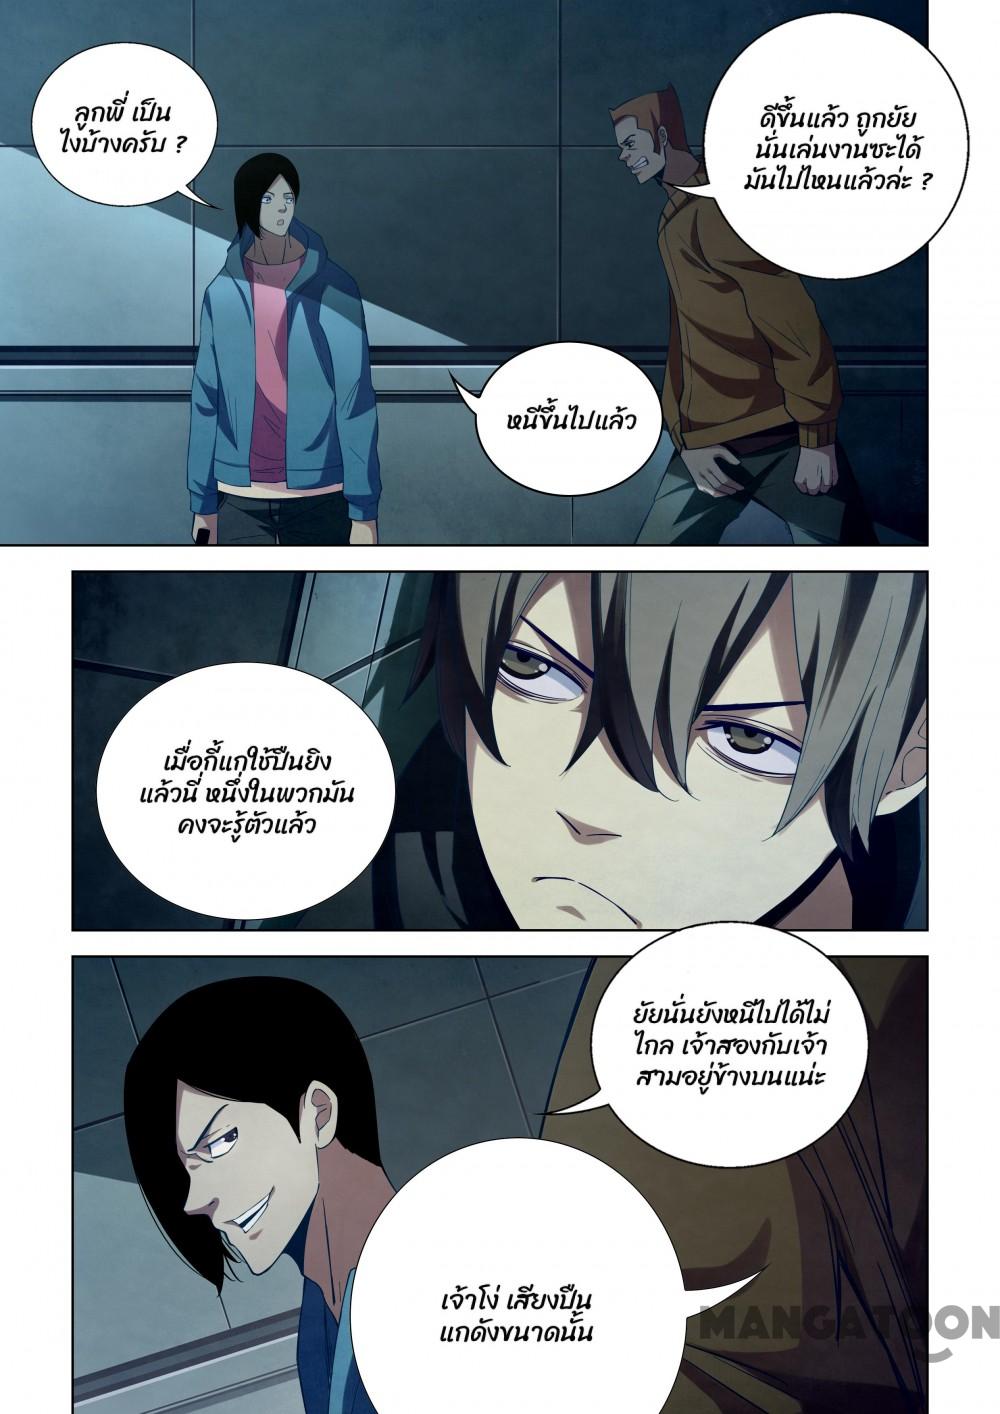 ลูกพี่ เป็น
ไงบ้างครับ ?
ดีขึ้นแล้ว ถูกยัย
นั่นเล่นงานซะได้
มันไปไหนแล้วล่ะ ?
หนีขึ้นไปแล้ว
เมื่อกี้แกใช้ปืนยิง
แล้วนี่ หนึ่งในพวกมัน
คงจะรู้ตัวแล้ว
ยัยนั่นยังหนีไปได้ไม่
ไกล เจ้าสองกับเจ้า
สามอยู่ข้างบนแน่ะ
เจ้าโง่ เสียงปืน
แกดังขนาดนั้น
MANGATOON